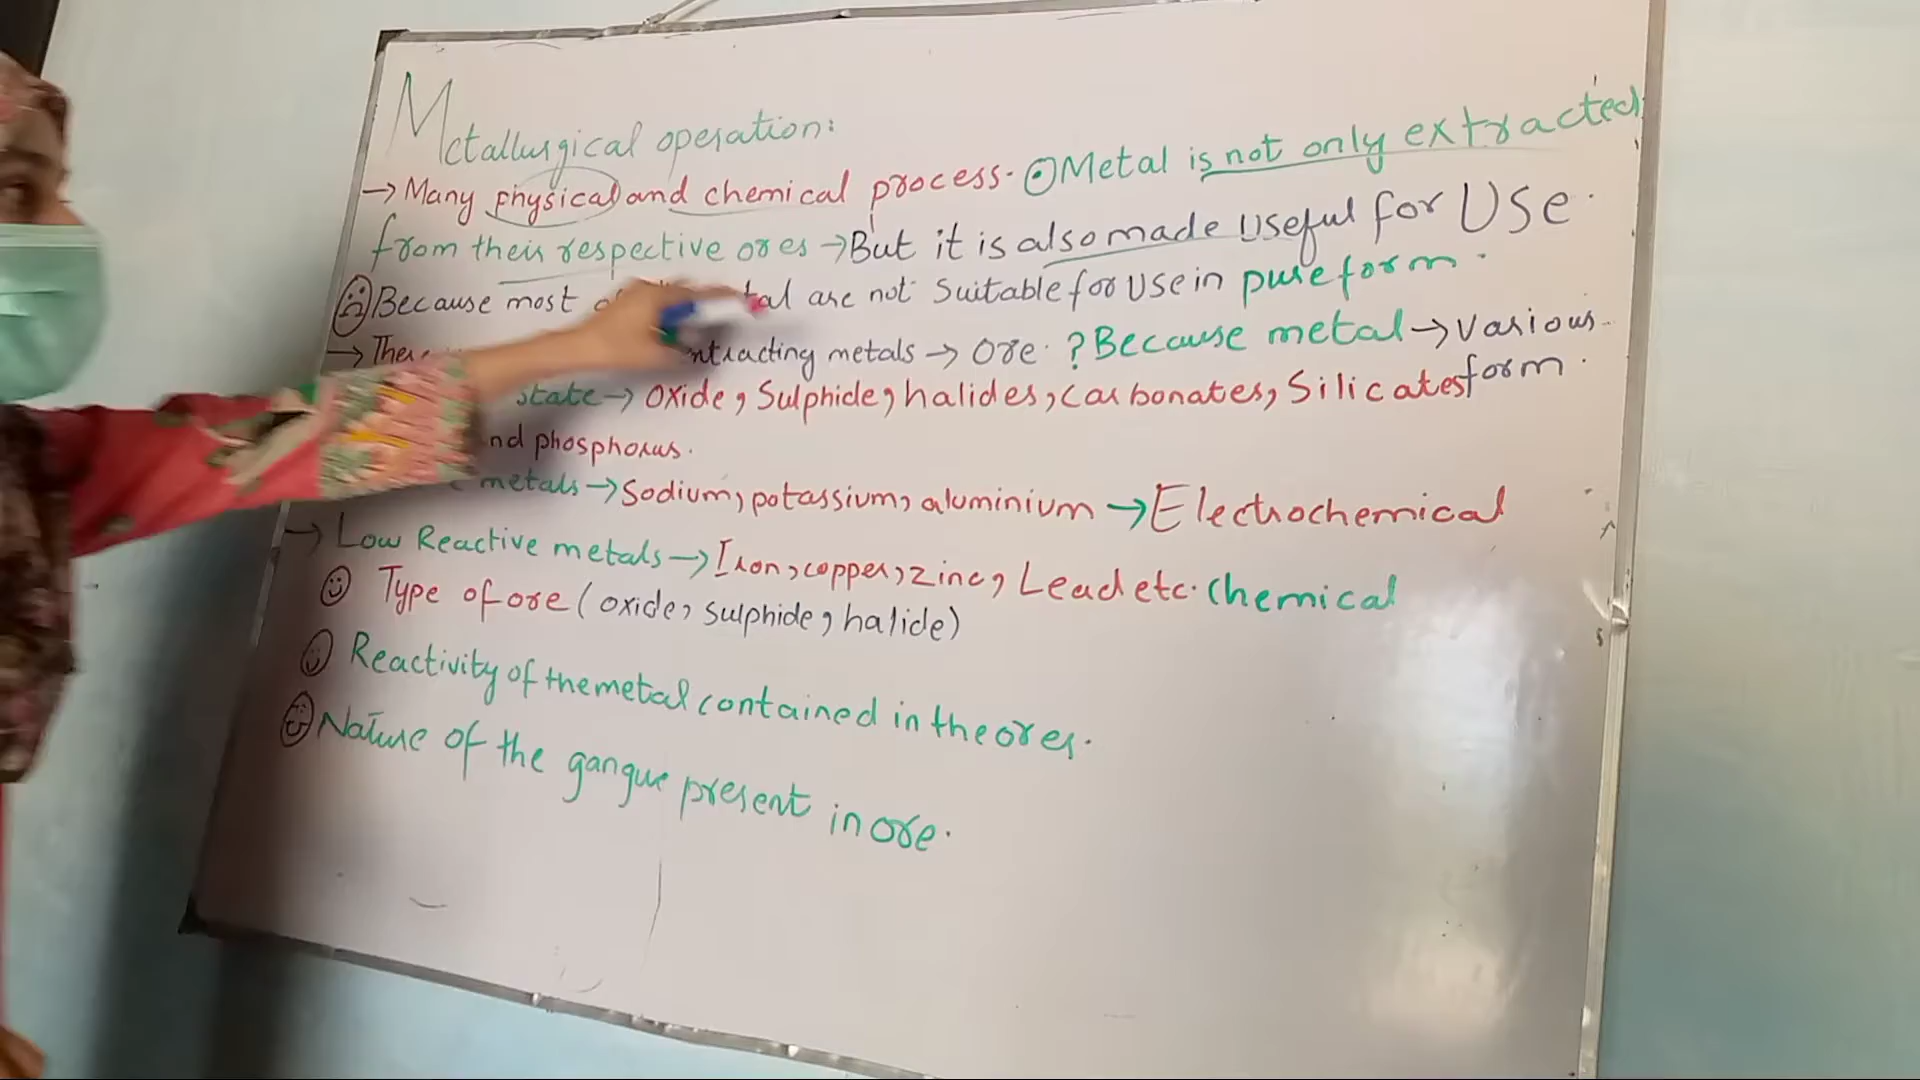 Metallurgical operation:
→ Many physical and chemical process. ⊙ Metal is not only extracted
from their respective ores → But it is also made useful for Use.
Because most are not suitable for use in pure form.
→ metals → Ore. ? Because metal → various
state → oxide, Sulphide, halides, carbonates, Silicates form.
phosphorus.
metals → Sodium, potassium, aluminium → Electrochemical
→ Low Reactive metals → Iron, copper, zinc, Lead etc. Chemical
Type of ore (oxide, sulphide, halide)
Reactivity of the metal contained in the ores.
Nature of the gangue present in ore.